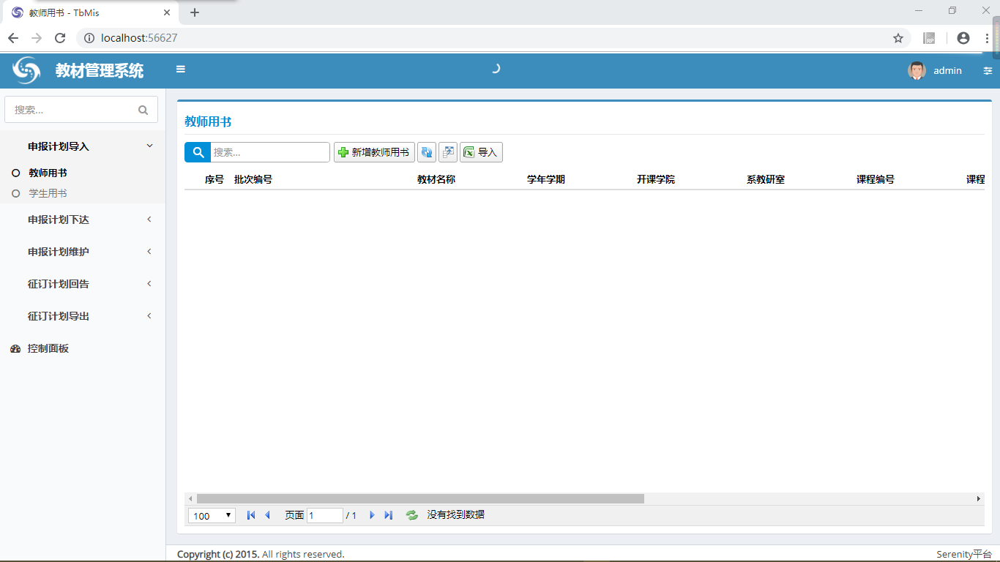 教师用书 - TbMis
localhost:56627
RP
教材管理系统
admin
搜索...
申报计划导入
教师用书
学生用书
申报计划下达
申报计划维护
征订计划回告
征订计划导出
控制面板
教师用书
搜索... 新增教师用书 导入
序号 批次编号 教材名称 学年学期 开课学院 系教研室 课程编号 课程
100 页面 1 / 1 没有找到数据
Copyright (c) 2015. All rights reserved. Serenity平台